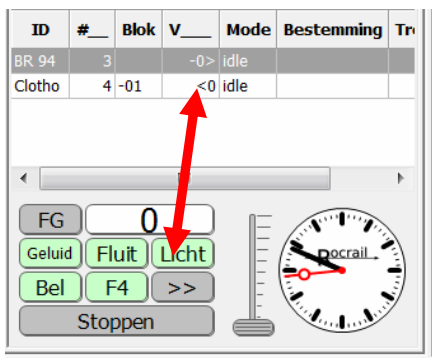 ID #__ Blok V___ Mode Bestemming Tr
BR 94 3 -0> idle
Clotho 4 -01 <0 idle
FG 0
Geluid Fluit Licht
Bel F4 >>
Stoppen
Rocrail